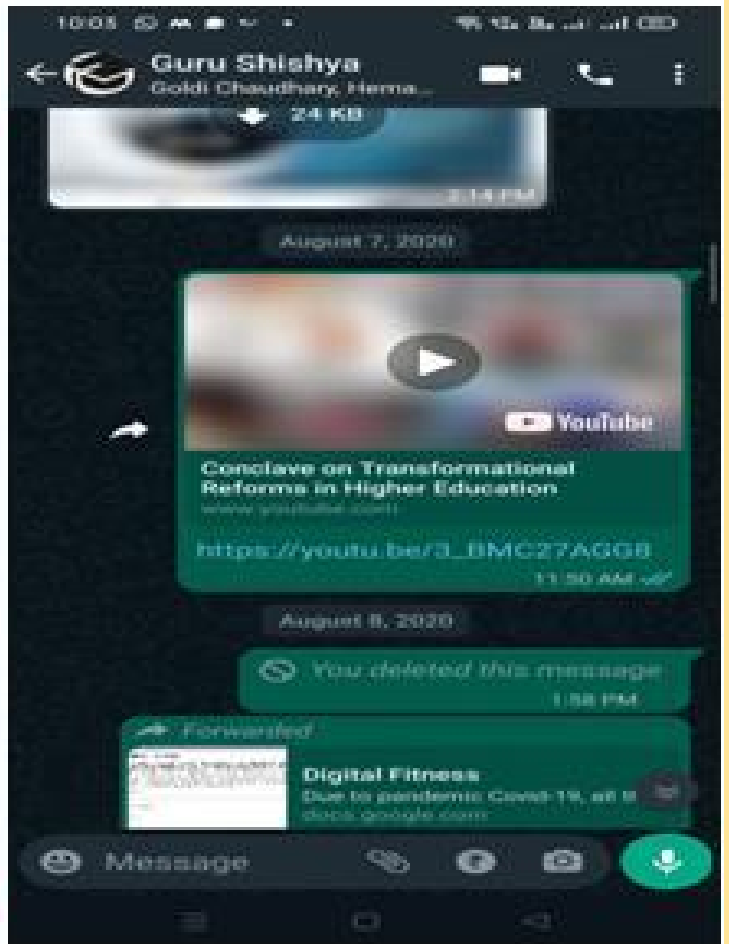 10:03
Guru Shishya
Goldi Chaudhary, Hema...
24 KB
2:14 PM
August 7, 2020
YouTube
Conclave on Transformational
Reforms in Higher Education
www.youtube.com
https://youtu.be/3_BMC27AGG8
11:50 AM
August 8, 2020
You deleted this message
1:58 PM
Forwarded
Digital Fitness
Due to pandemic Covid-19, all
docs.google.com
Message